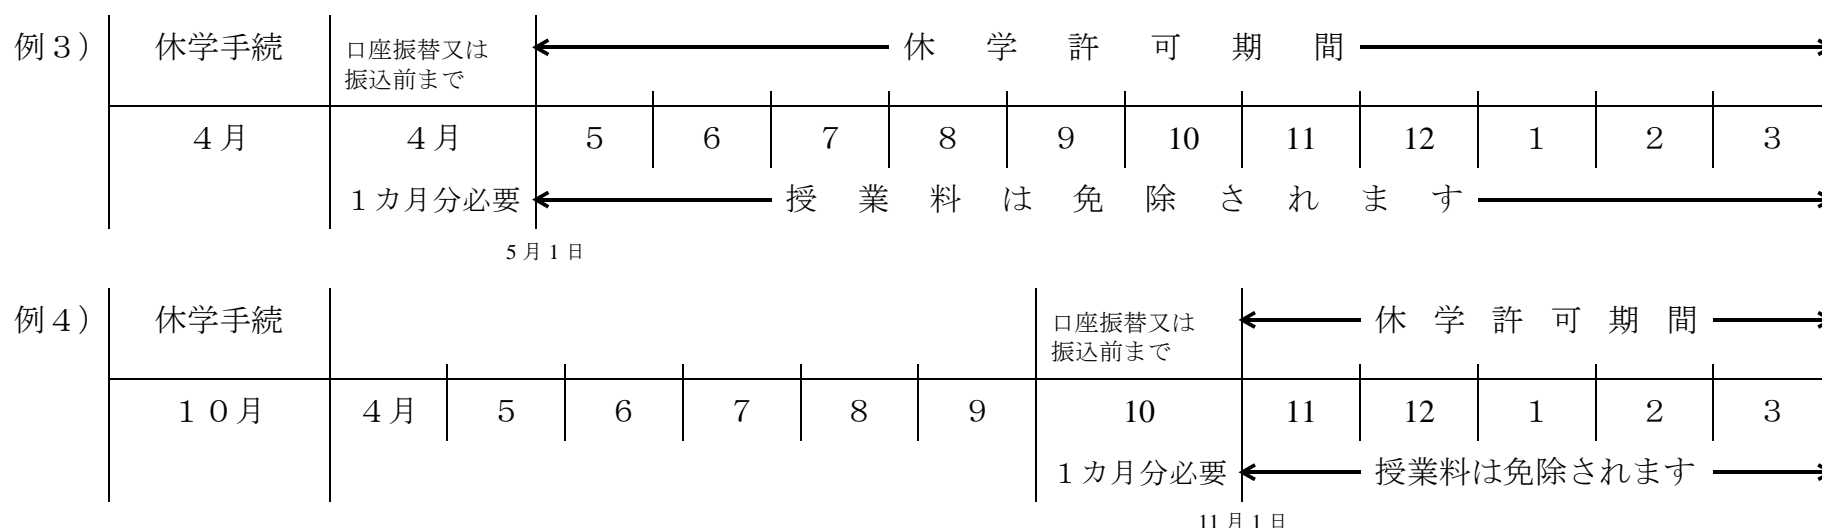 例３） 休学手続 口座振替又は 休学許可期間
振込前まで
４月 ４月 ５ ６ ７ ８ ９ 10 11 12 １ ２ ３
１カ月分必要 授業料は免除されます
5月1日
例４） 休学手続 口座振替又は 休学許可期間
振込前まで
１０月 ４月 ５ ６ ７ ８ ９ 10 11 12 １ ２ ３
１カ月分必要 授業料は免除されます
11月1日